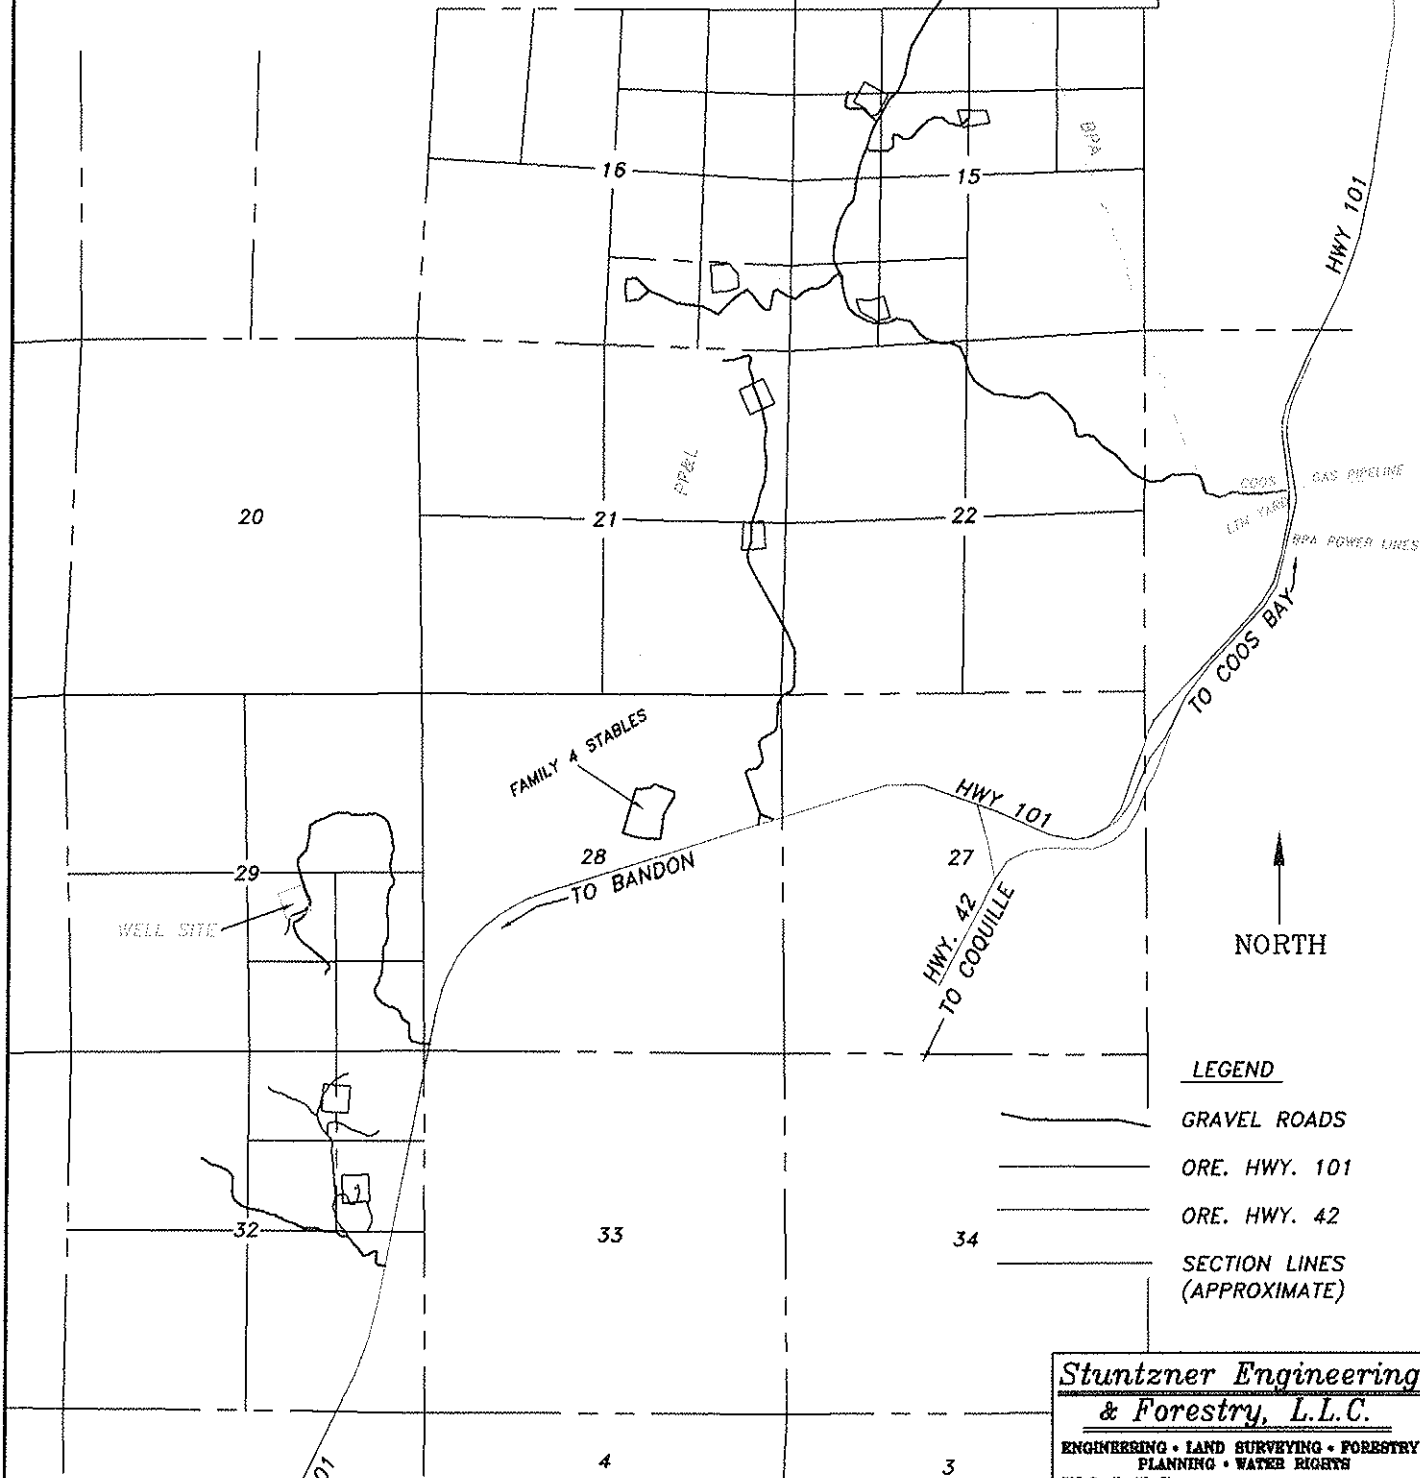 16
15
BPA
HWY 101
20
PP&L
21
22
COOS
GAS PIPELINE
YARD
BPA POWER LINES
TO COOS BAY
FAMILY 4 STABLES
HWY 101
28
27
TO BANDON
29
WELL SITE
HWY. 42
TO COQUILLE
NORTH
LEGEND
GRAVEL ROADS
ORE. HWY. 101
ORE. HWY. 42
SECTION LINES
(APPROXIMATE)
32
33
34
Stuntzner Engineering
& Forestry, L.L.C.
ENGINEERING • LAND SURVEYING • FORESTRY
PLANNING • WATER RIGHTS
4
3
01